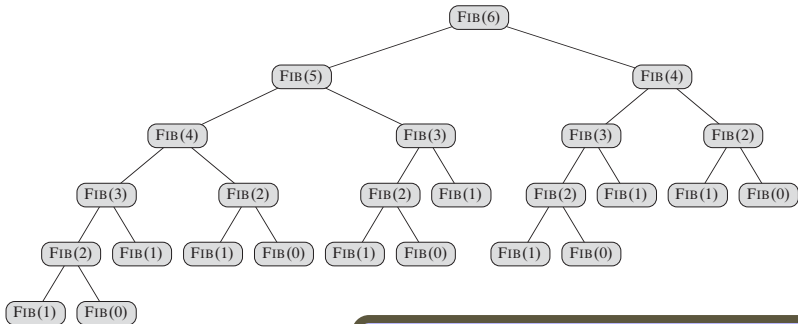 FIB(6)
FIB(5) FIB(4)
FIB(4) FIB(3) FIB(3) FIB(2)
FIB(3) FIB(2) FIB(2) FIB(1) FIB(2) FIB(1) FIB(1) FIB(0)
FIB(2) FIB(1) FIB(1) FIB(0) FIB(1) FIB(0) FIB(1) FIB(0)
FIB(1) FIB(0)